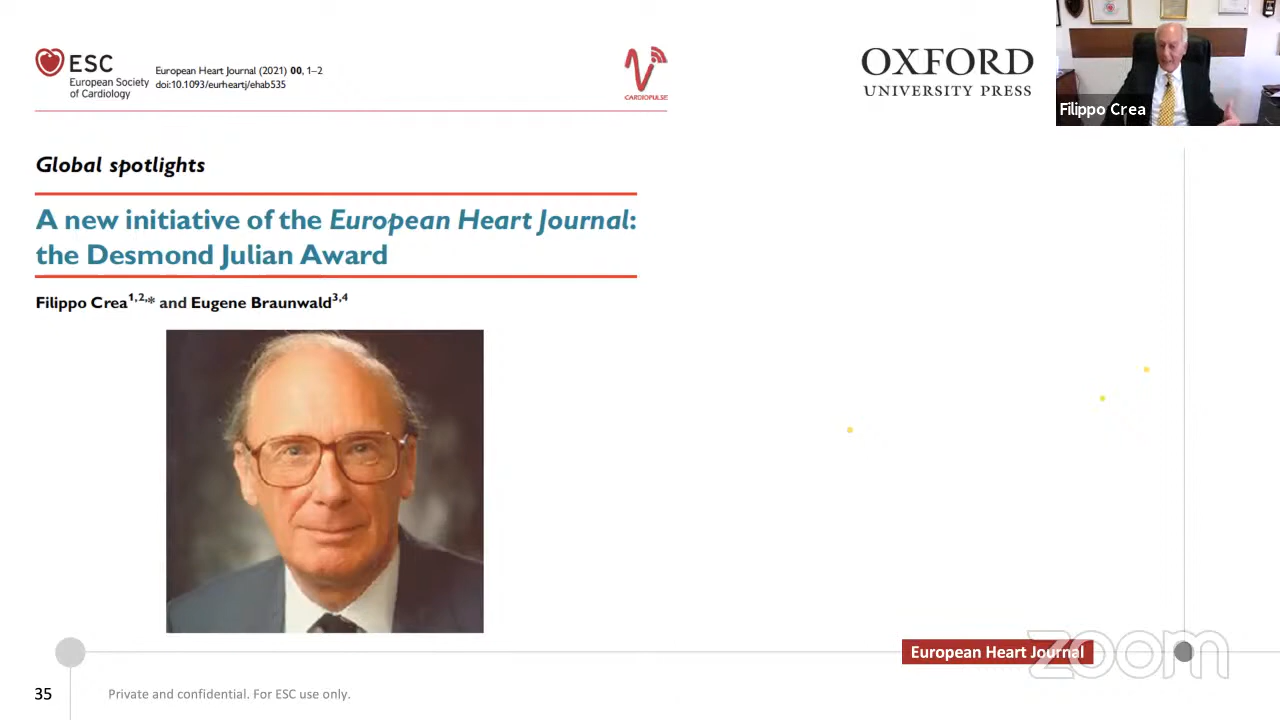 ESC
European Society
of Cardiology
European Heart Journal (2021) 00, 1–2
doi:10.1093/eurheartj/ehab535
CARDIOPULSE
OXFORD
UNIVERSITY PRESS
Filippo Crea
Global spotlights
A new initiative of the European Heart Journal:
the Desmond Julian Award
Filippo Crea1,2,* and Eugene Braunwald3,4
European Heart Journal
zoom
35
Private and confidential. For ESC use only.